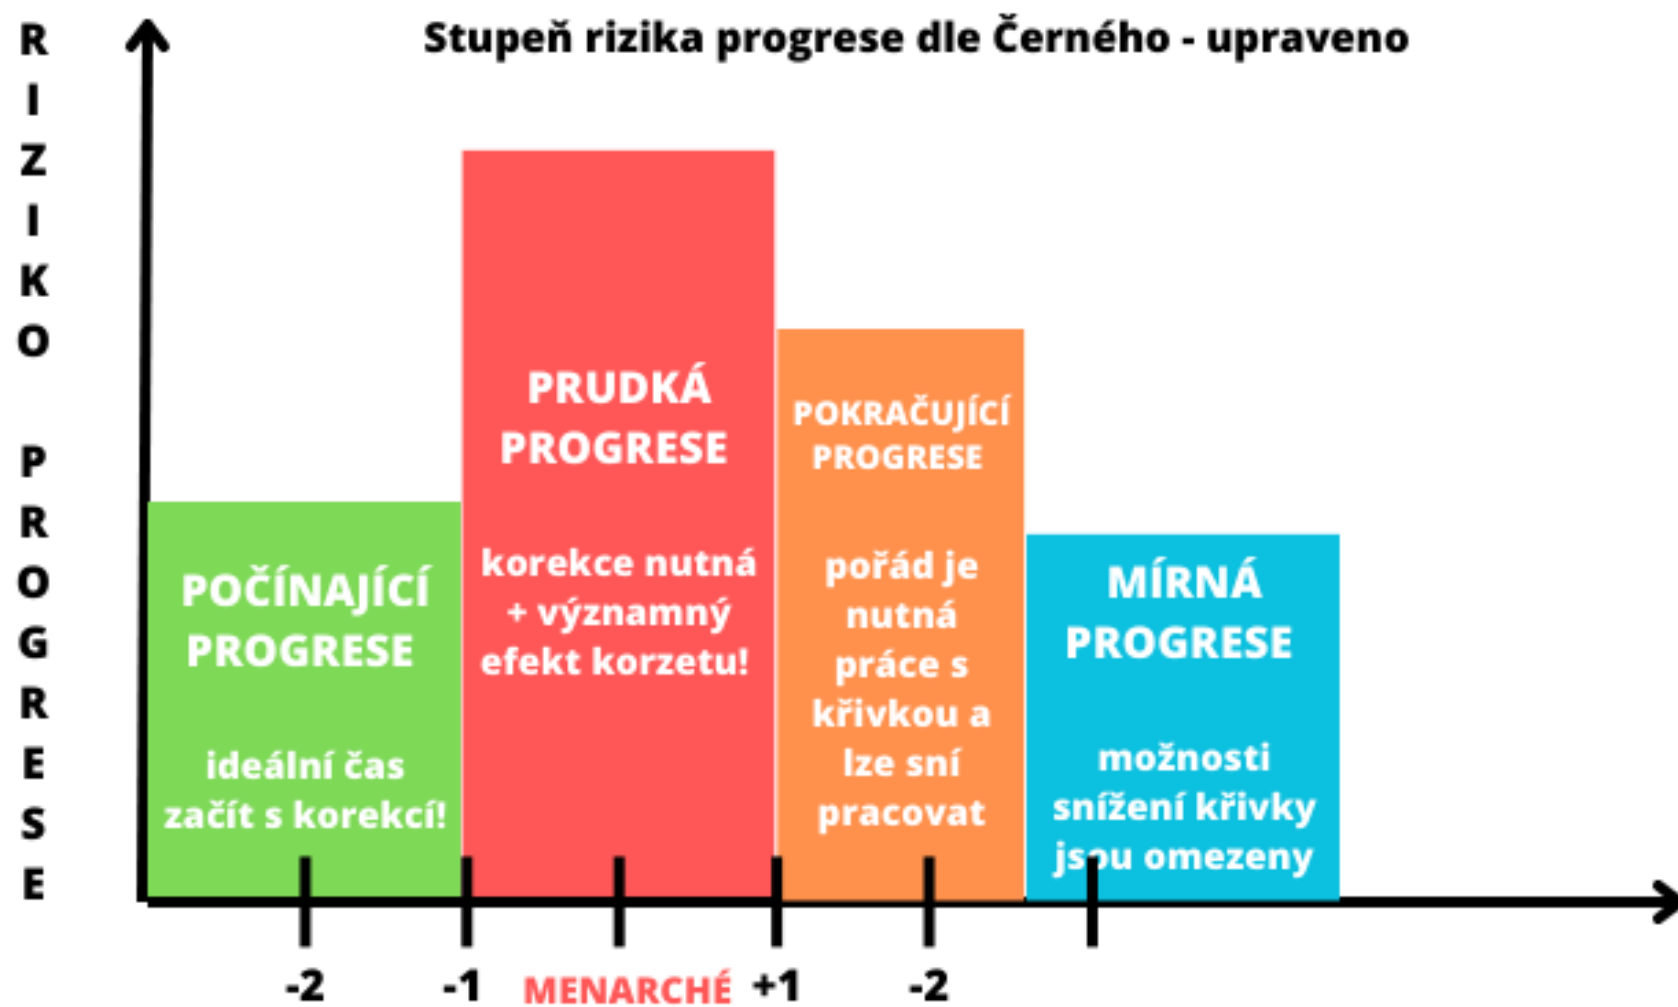 Stupeň rizika progrese dle Černého - upraveno
RIZIKO PROGRESE
POČÍNAJÍCÍ
PROGRESE
ideální čas
začít s korekcí!
PRUDKÁ
PROGRESE
korekce nutná
+ významný
efekt korzetu!
POKRAČUJÍCÍ
PROGRESE
pořád je
nutná
práce s
křivkou a
lze sní
pracovat
MÍRNÁ
PROGRESE
možnosti
snížení křivky
jsou omezeny
-2 -1 MENARCHÉ +1 -2